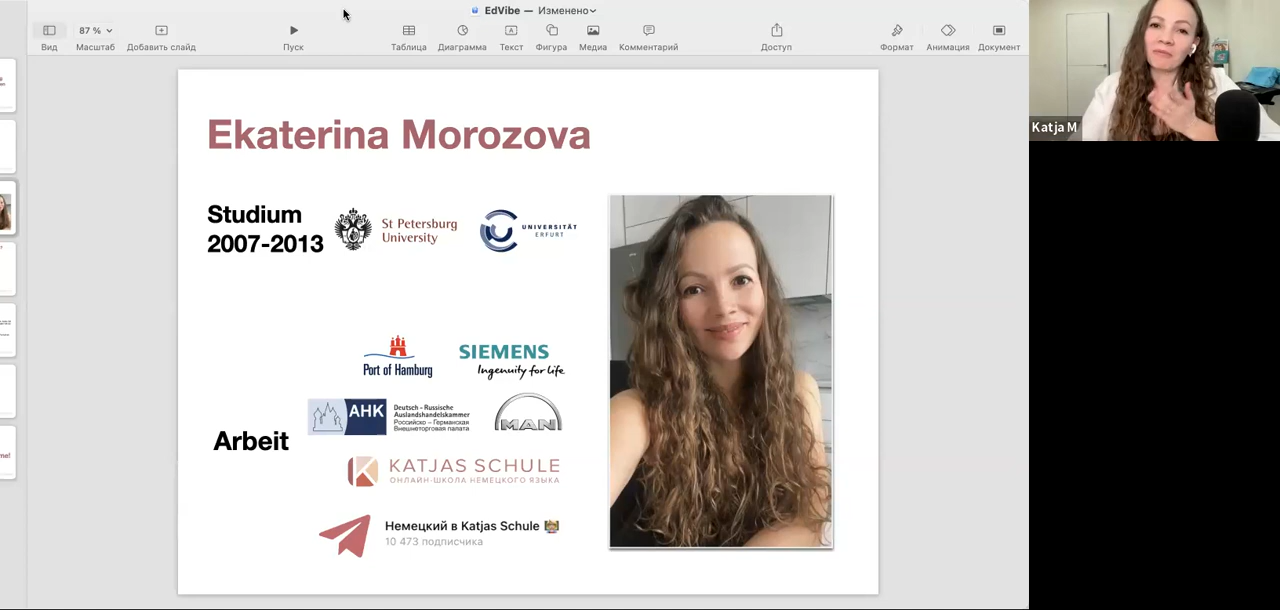 EdVibe — Изменено
87 %
Вид
Масштаб
Добавить слайд
Пуск
Таблица
Диаграмма
Текст
Фигура
Медиа
Комментарий
Доступ
Формат
Анимация
Документ
Katja M
Ekaterina Morozova
Studium
2007-2013
St Petersburg
University
UNIVERSITÄT
ERFURT
Port of Hamburg
SIEMENS
Ingenuity for life
AHK
Deutsch – Russische
Auslandshandelskammer
Российско – Германская
Внешнеторговая палата
MAN
Arbeit
KATJAS SCHULE
ОНЛАЙН-ШКОЛА НЕМЕЦКОГО ЯЗЫКА
Немецкий в Katjas Schule
10 473 подписчика